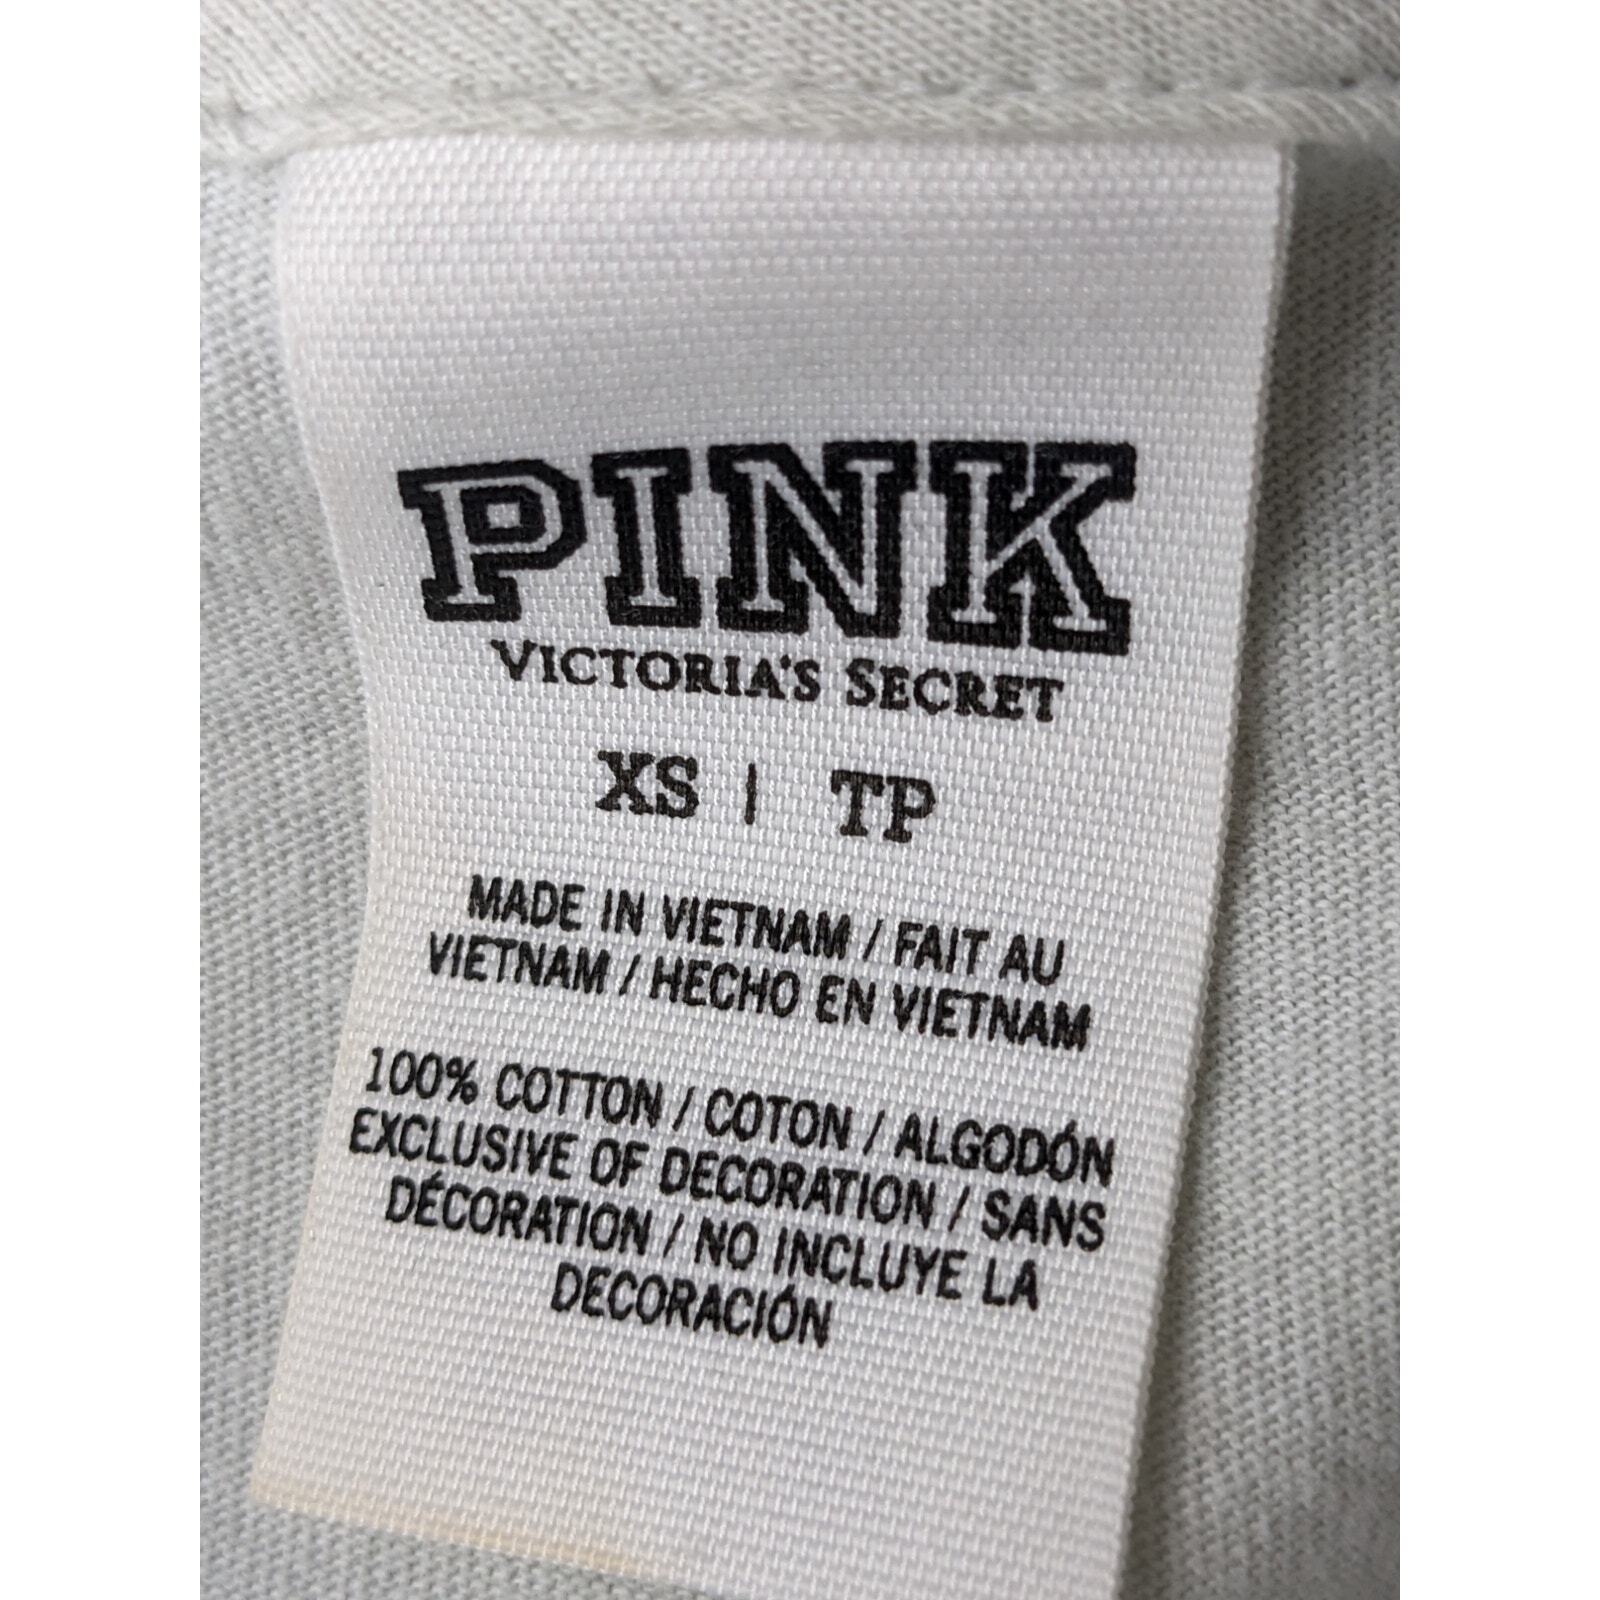 PINK
VICTORIA'S SECRET
XS | TP
MADE IN VIETNAM / FAIT AU
VIETNAM / HECHO EN VIETNAM
100% COTTON / COTON / ALGODÓN
EXCLUSIVE OF DECORATION / SANS
DÉCORATION / NO INCLUYE LA
DECORACIÓN